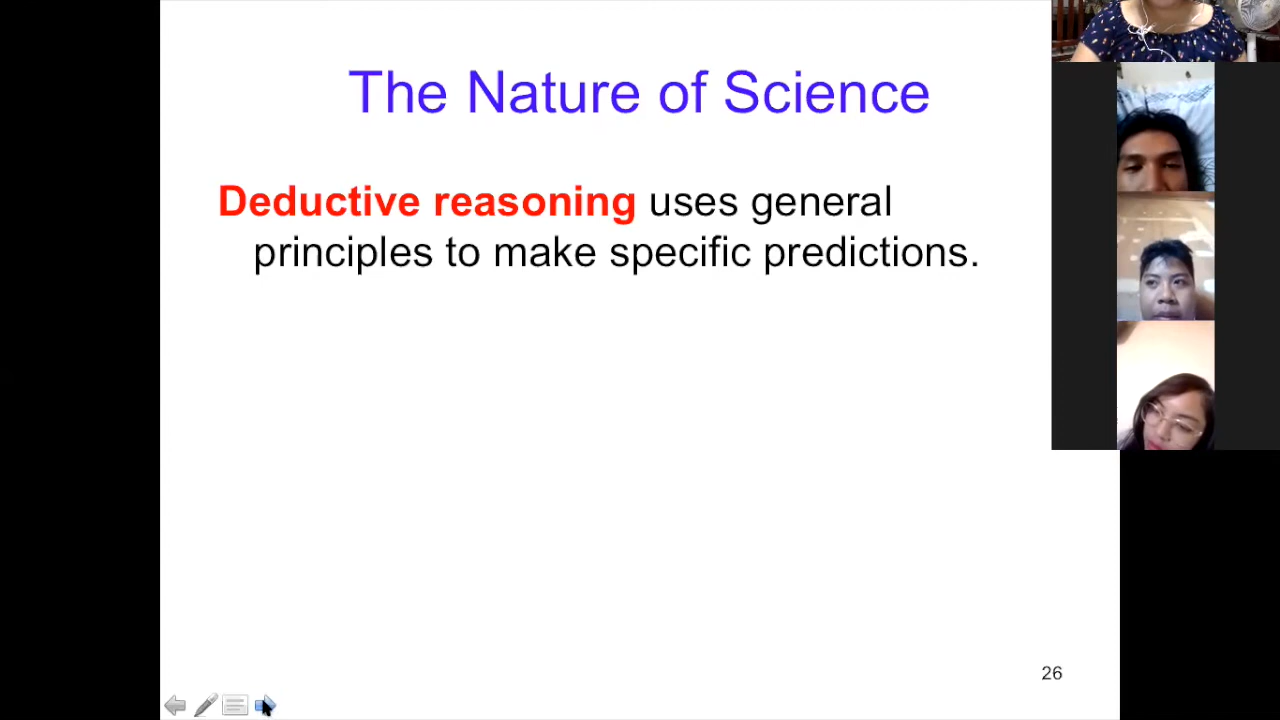 The Nature of Science
Deductive reasoning uses general
principles to make specific predictions.
26